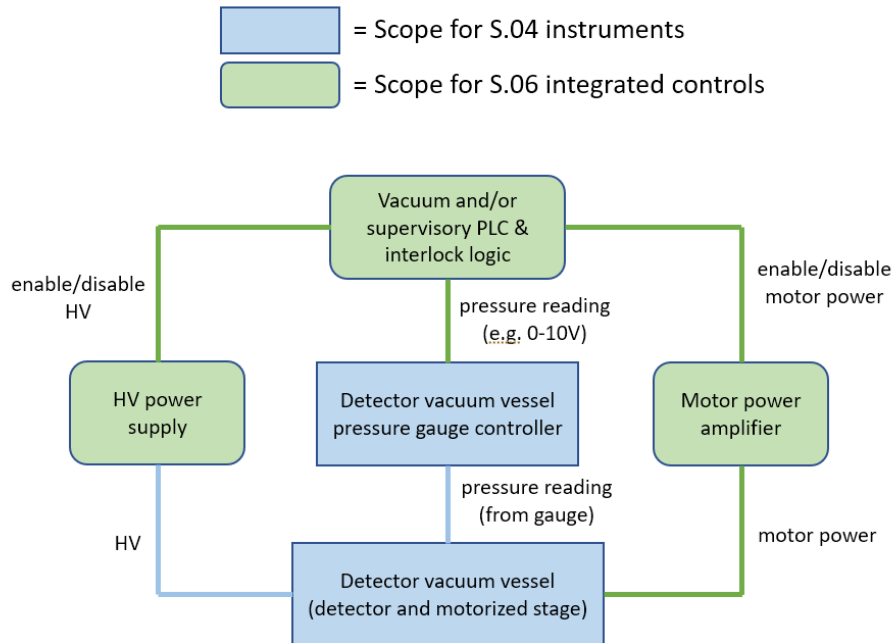 = Scope for S.04 instruments
= Scope for S.06 integrated controls
Vacuum and/or
supervisory PLC &
interlock logic
enable/disable
HV
pressure reading
(e.g. 0-10V)
enable/disable
motor power
HV power
supply
Detector vacuum vessel
pressure gauge controller
Motor power
amplifier
pressure reading
(from gauge)
HV
motor power
Detector vacuum vessel
(detector and motorized stage)